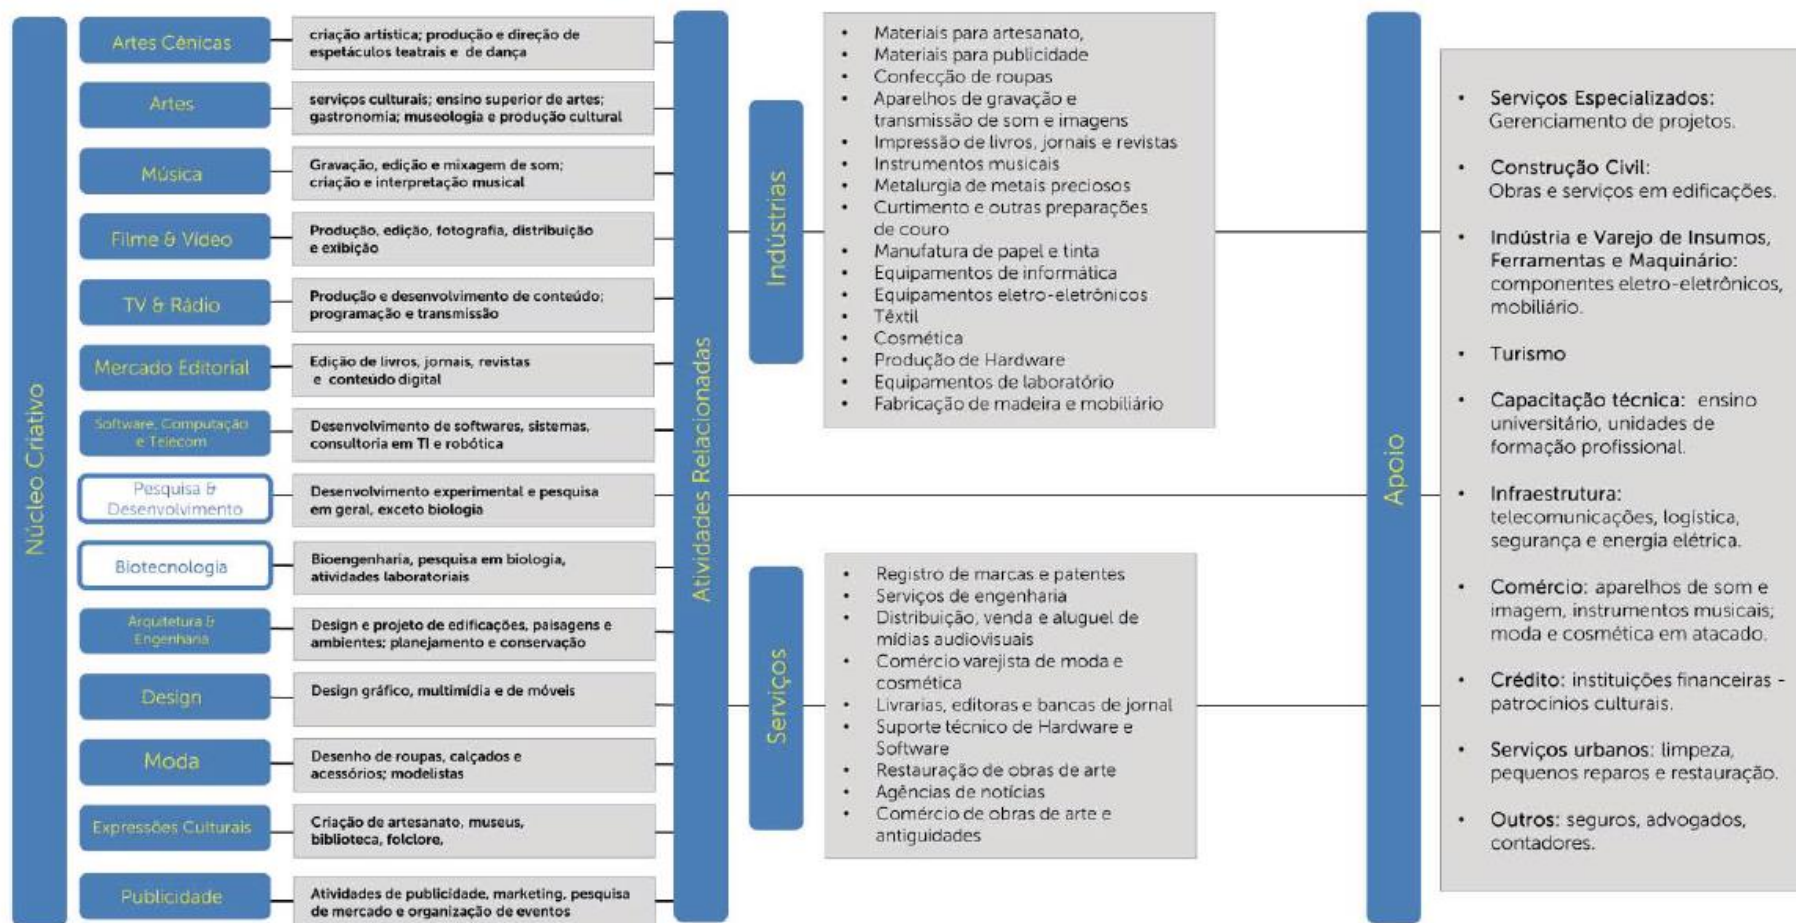 Núcleo Criativo
Artes Cênicas
criação artística; produção e direção de
espetáculos teatrais e de dança
Artes
serviços culturais; ensino superior de artes;
gastronomia; museologia e produção cultural
Música
Gravação, edição e mixagem de som;
criação e interpretação musical
Filme & Vídeo
Produção, edição, fotografia, distribuição
e exibição
TV & Rádio
Produção e desenvolvimento de conteúdo;
programação e transmissão
Mercado Editorial
Edição de livros, jornais, revistas
e conteúdo digital
Software, Computação
e Telecom
Desenvolvimento de softwares, sistemas,
consultoria em TI e robótica
Pesquisa &
Desenvolvimento
Desenvolvimento experimental e pesquisa
em geral, exceto biologia
Biotecnologia
Bioengenharia, pesquisa em biologia,
atividades laboratoriais
Arquitetura &
Engenharia
Design e projeto de edificações, paisagens e
ambientes; planejamento e conservação
Design
Design gráfico, multimídia e de móveis
Moda
Desenho de roupas, calçados e
acessórios; modelistas
Expressões Culturais
Criação de artesanato, museus,
biblioteca, folclore,
Publicidade
Atividades de publicidade, marketing, pesquisa
de mercado e organização de eventos
Atividades Relacionadas
Indústrias
• Materiais para artesanato,
• Materiais para publicidade
• Confecção de roupas
• Aparelhos de gravação e
transmissão de som e imagens
• Impressão de livros, jornais e revistas
• Instrumentos musicais
• Metalurgia de metais preciosos
• Curtimento e outras preparações
de couro
• Manufatura de papel e tinta
• Equipamentos de informática
• Equipamentos eletro-eletrônicos
• Têxtil
• Cosmética
• Produção de Hardware
• Equipamentos de laboratório
• Fabricação de madeira e mobiliário
Serviços
• Registro de marcas e patentes
• Serviços de engenharia
• Distribuição, venda e aluguel de
mídias audiovisuais
• Comércio varejista de moda e
cosmética
• Livrarias, editoras e bancas de jornal
• Suporte técnico de Hardware e
Software
• Restauração de obras de arte
• Agências de notícias
• Comércio de obras de arte e
antiguidades
Apoio
• Serviços Especializados:
Gerenciamento de projetos.
• Construção Civil:
Obras e serviços em edificações.
• Indústria e Varejo de Insumos,
Ferramentas e Maquinário:
componentes eletro-eletrônicos,
mobiliário.
• Turismo
• Capacitação técnica: ensino
universitário, unidades de
formação profissional.
• Infraestrutura:
telecomunicações, logística,
segurança e energia elétrica.
• Comércio: aparelhos de som e
imagem, instrumentos musicais;
moda e cosmética em atacado.
• Crédito: instituições financeiras -
patrocínios culturais.
• Serviços urbanos: limpeza,
pequenos reparos e restauração.
• Outros: seguros, advogados,
contadores.